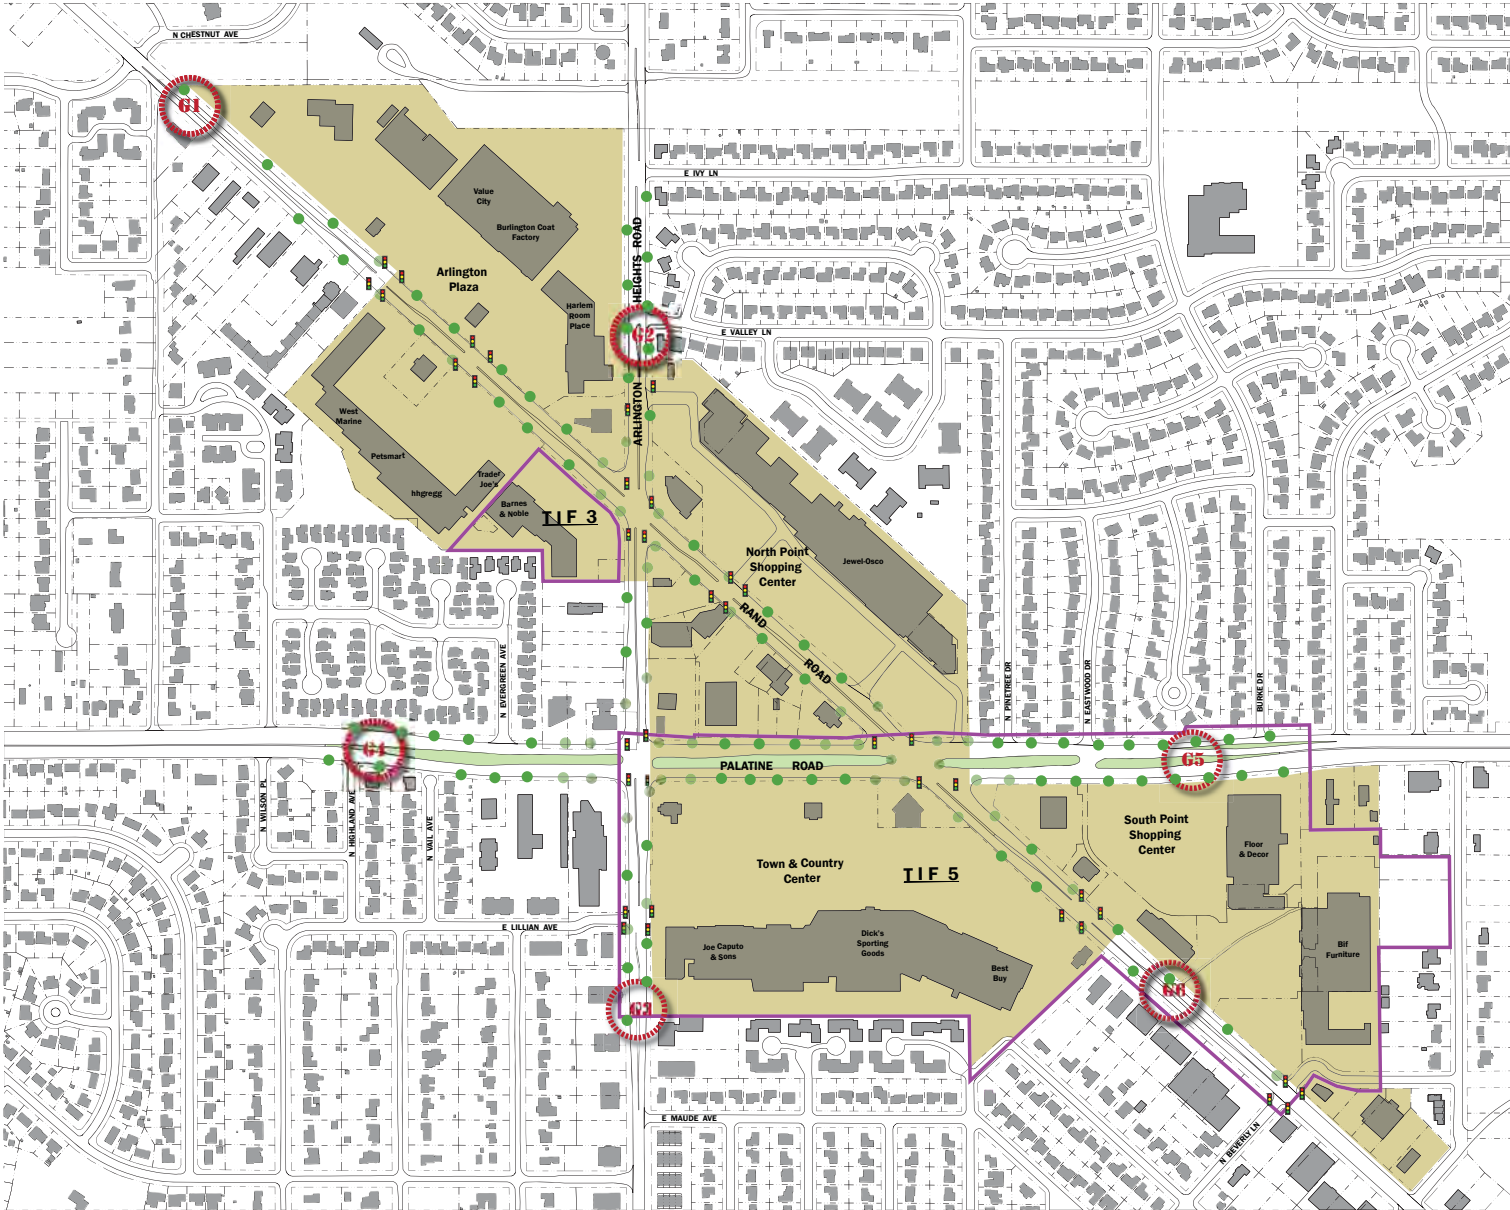 N CHESTNUT AVE
G1
E IVY LN
Value
City
Burlington Coat
Factory
HEIGHTS ROAD
Arlington
Plaza
Harlem
Room
Place
G2
E VALLEY LN
ARLINGTON
West
Marine
Petsmart
Trader
Joe's
hhgregg
Barnes
& Noble
TIF 3
North Point
Shopping
Center
Jewel-Osco
RAND
ROAD
N EVERGREEN AVE
N PINETREE DR
N EASTWOOD DR
BURKE DR
G4
G5
PALATINE ROAD
N WILSON PL
N HIGHLAND AVE
N VAIL AVE
South Point
Shopping
Center
Floor
& Decor
Town & Country
Center
TIF 5
E LILLIAN AVE
Joe Caputo
& Sons
Dick's
Sporting
Goods
Best
Buy
Bif
Furniture
G3
G6
E MAUDE AVE
N BEVERLY LN